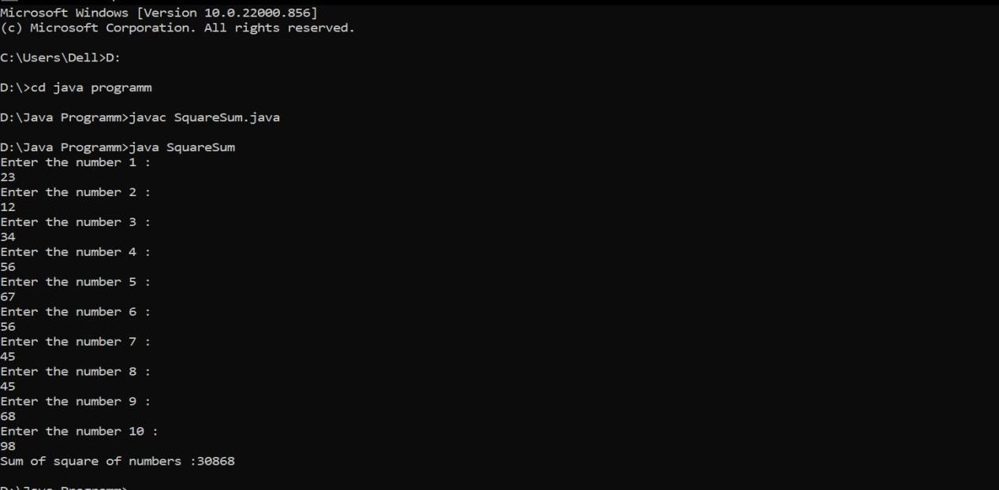 Microsoft Windows [Version 10.0.22000.856]
(c) Microsoft Corporation. All rights reserved.
C:\Users\Dell>D:
D:\>cd java programm
D:\Java Programm>javac SquareSum.java
D:\Java Programm>java SquareSum
Enter the number 1 :
23
Enter the number 2 :
12
Enter the number 3 :
34
Enter the number 4 :
56
Enter the number 5 :
67
Enter the number 6 :
56
Enter the number 7 :
45
Enter the number 8 :
45
Enter the number 9 :
68
Enter the number 10 :
98
Sum of square of numbers :30868
D:\Java Programm>